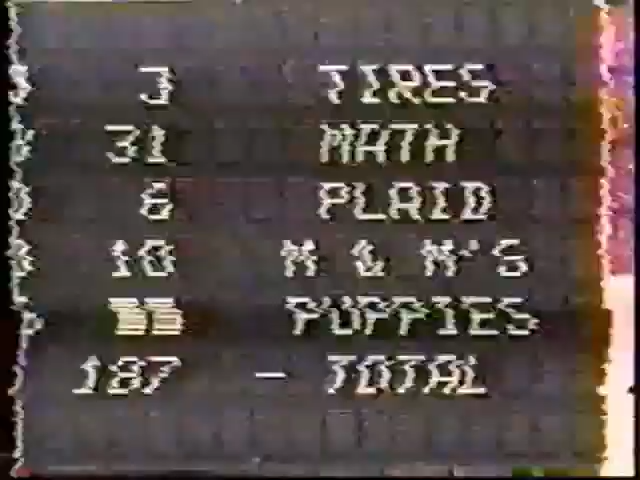 3 TIRES
31 MATH
6 PLAID
10 M & M'S
PUPPIES
187 - TOTAL